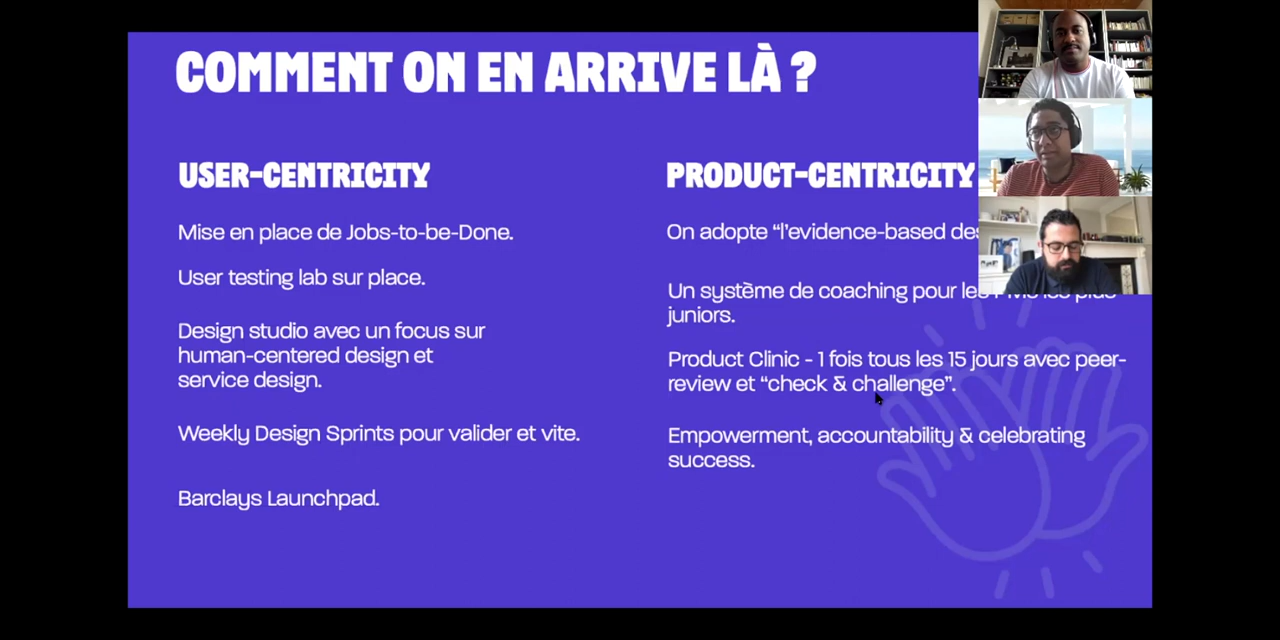 COMMENT ON EN ARRIVE LÀ ?
USER-CENTRICITY
Mise en place de Jobs-to-be-Done.
User testing lab sur place.
Design studio avec un focus sur
human-centered design et
service design.
Weekly Design Sprints pour valider et vite.
Barclays Launchpad.
PRODUCT-CENTRICITY
On adopte “l’evidence-based
Un système de coaching pour les plus
juniors.
Product Clinic - 1 fois tous les 15 jours avec peer-
review et “check & challenge”.
Empowerment, accountability & celebrating
success.